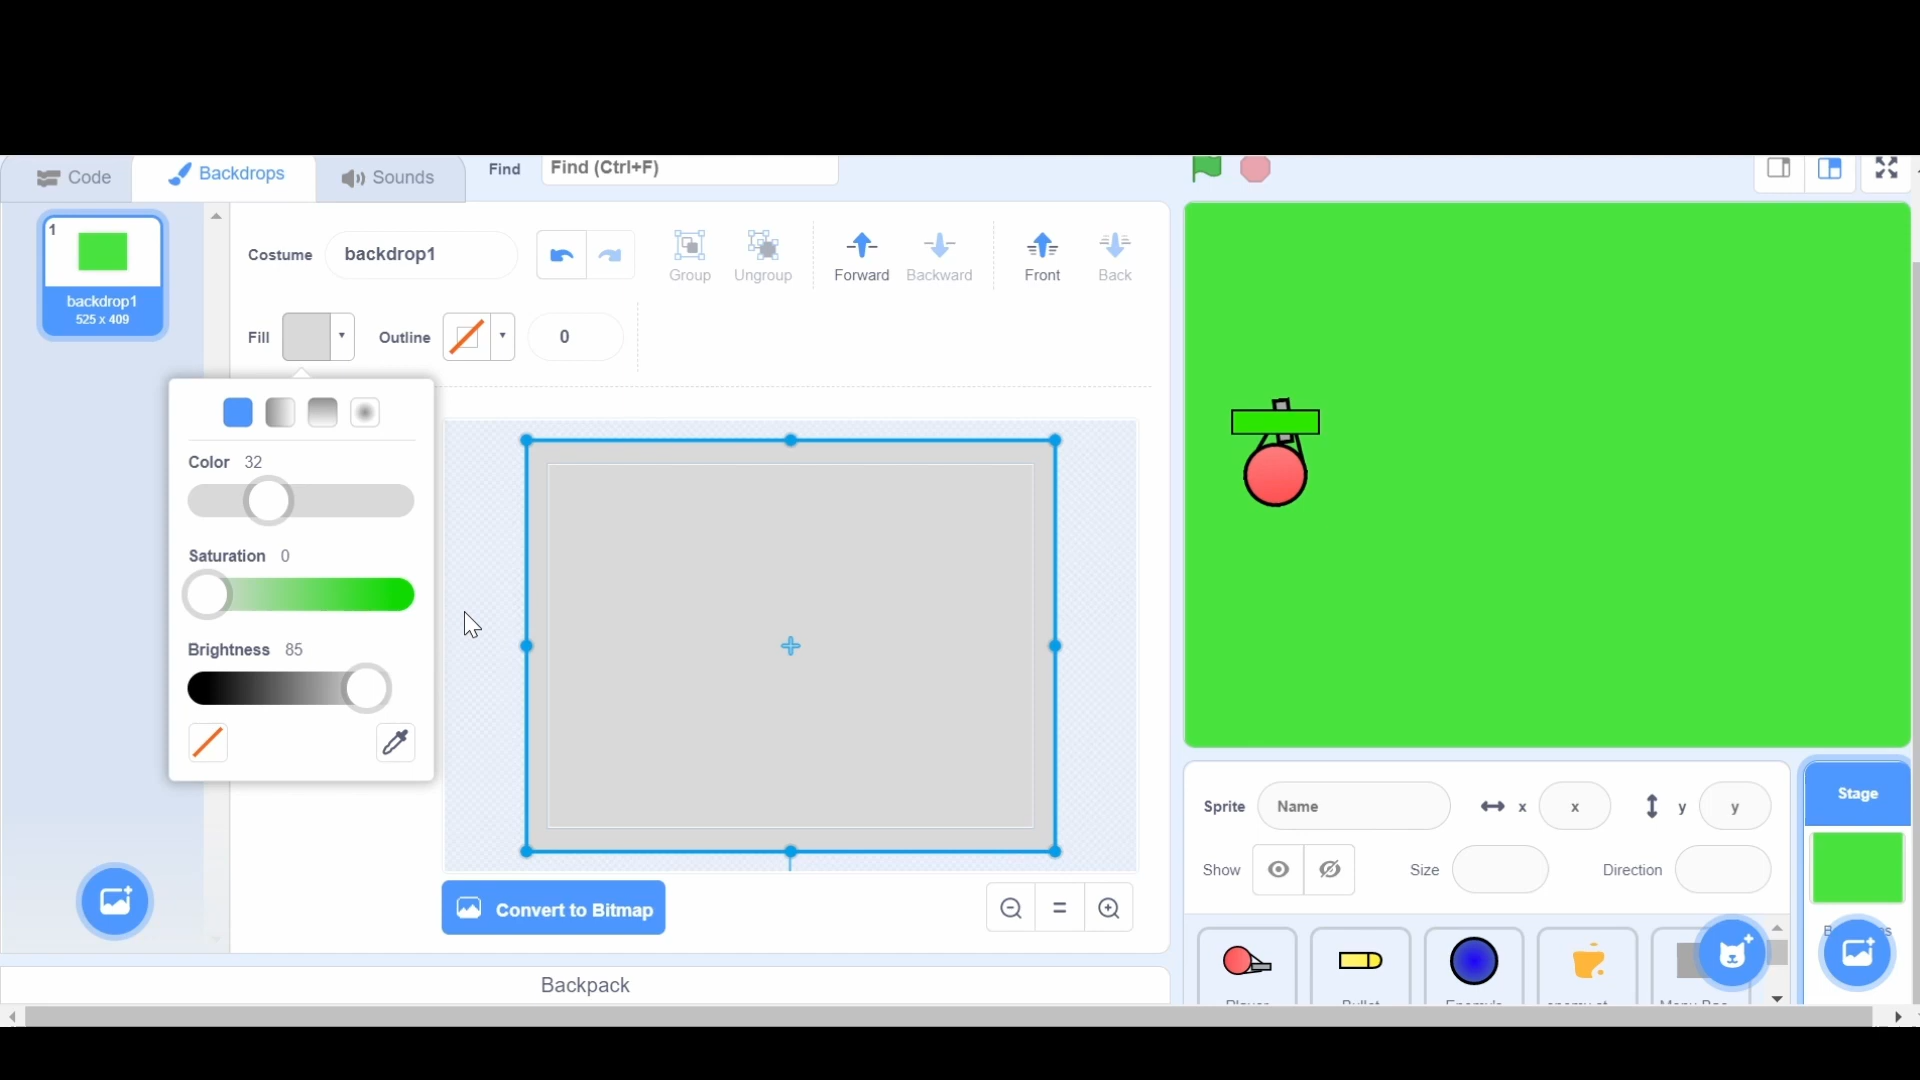 Code
Backdrops
Sounds
Find
Find (Ctrl+F)
1
backdrop1
525 x 409
Costume
backdrop1
Group
Ungroup
Forward
Backward
Front
Back
Fill
Outline
0
Color 32
Saturation 0
Brightness 85
Convert to Bitmap
Backpack
Sprite
Name
x
x
y
y
Show
Size
Direction
Stage